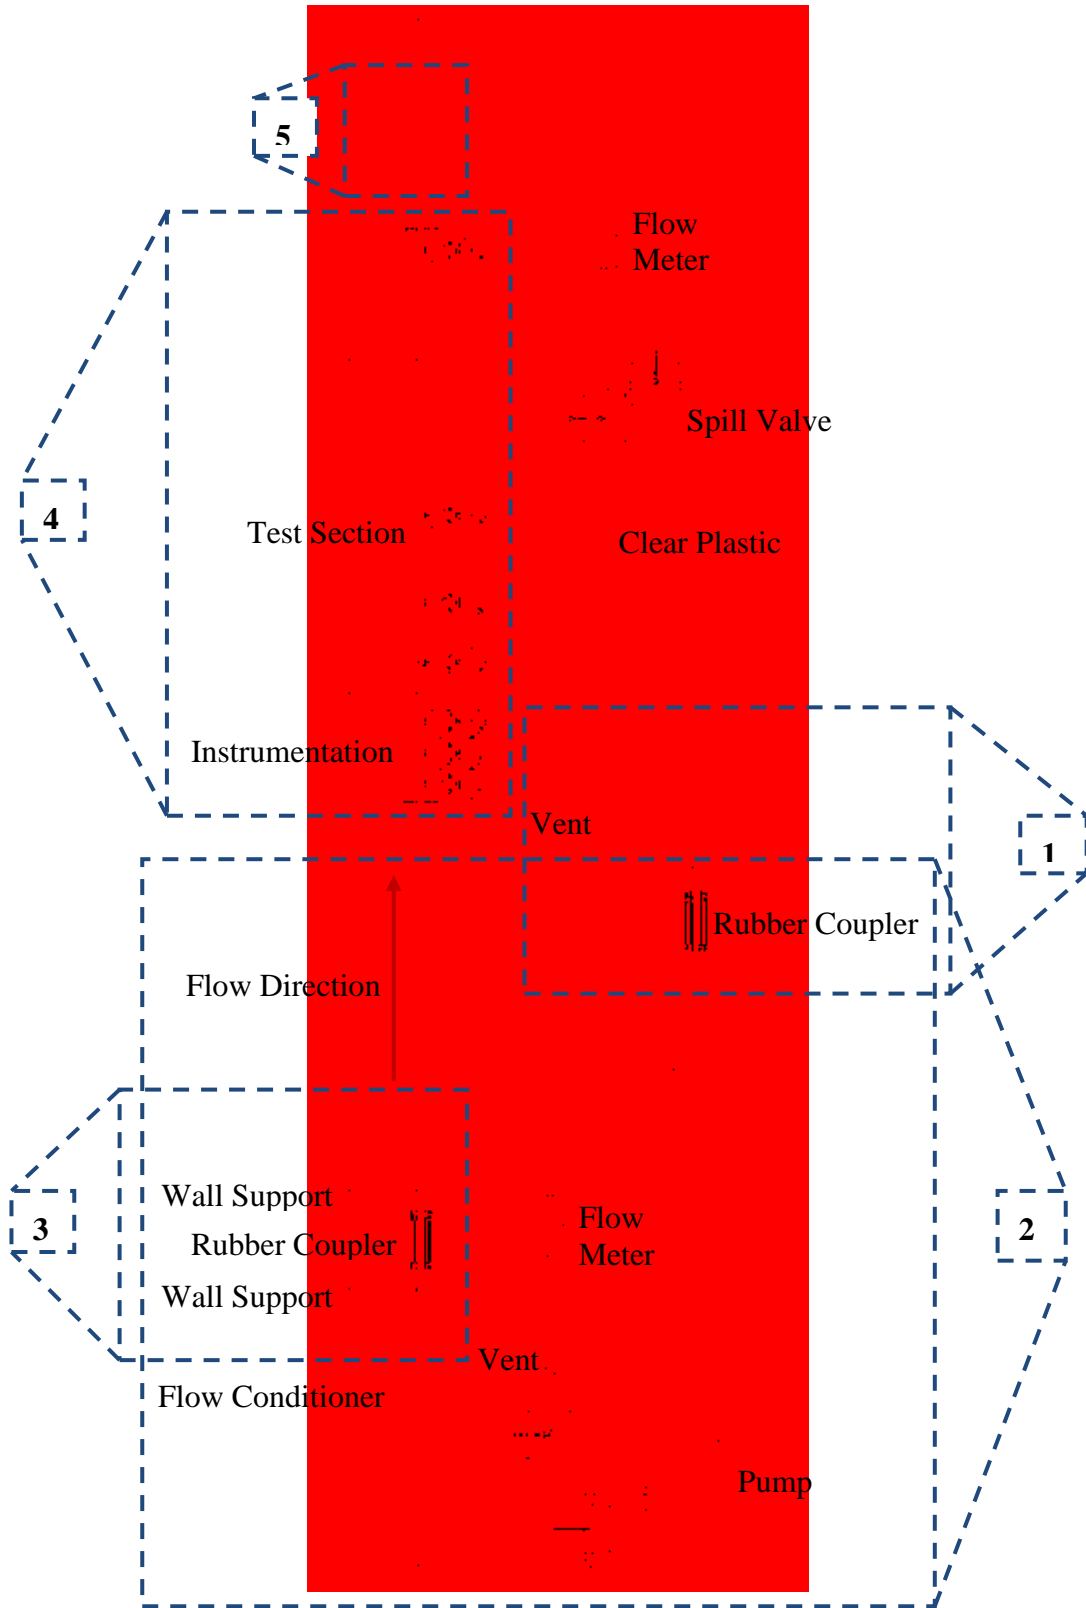 5
Flow
Meter
Spill Valve
4
Test Section
Clear Plastic
Instrumentation
Vent
1
Rubber Coupler
Flow Direction
Wall Support
3
Rubber Coupler
Flow
Meter
2
Wall Support
Vent
Flow Conditioner
Pump